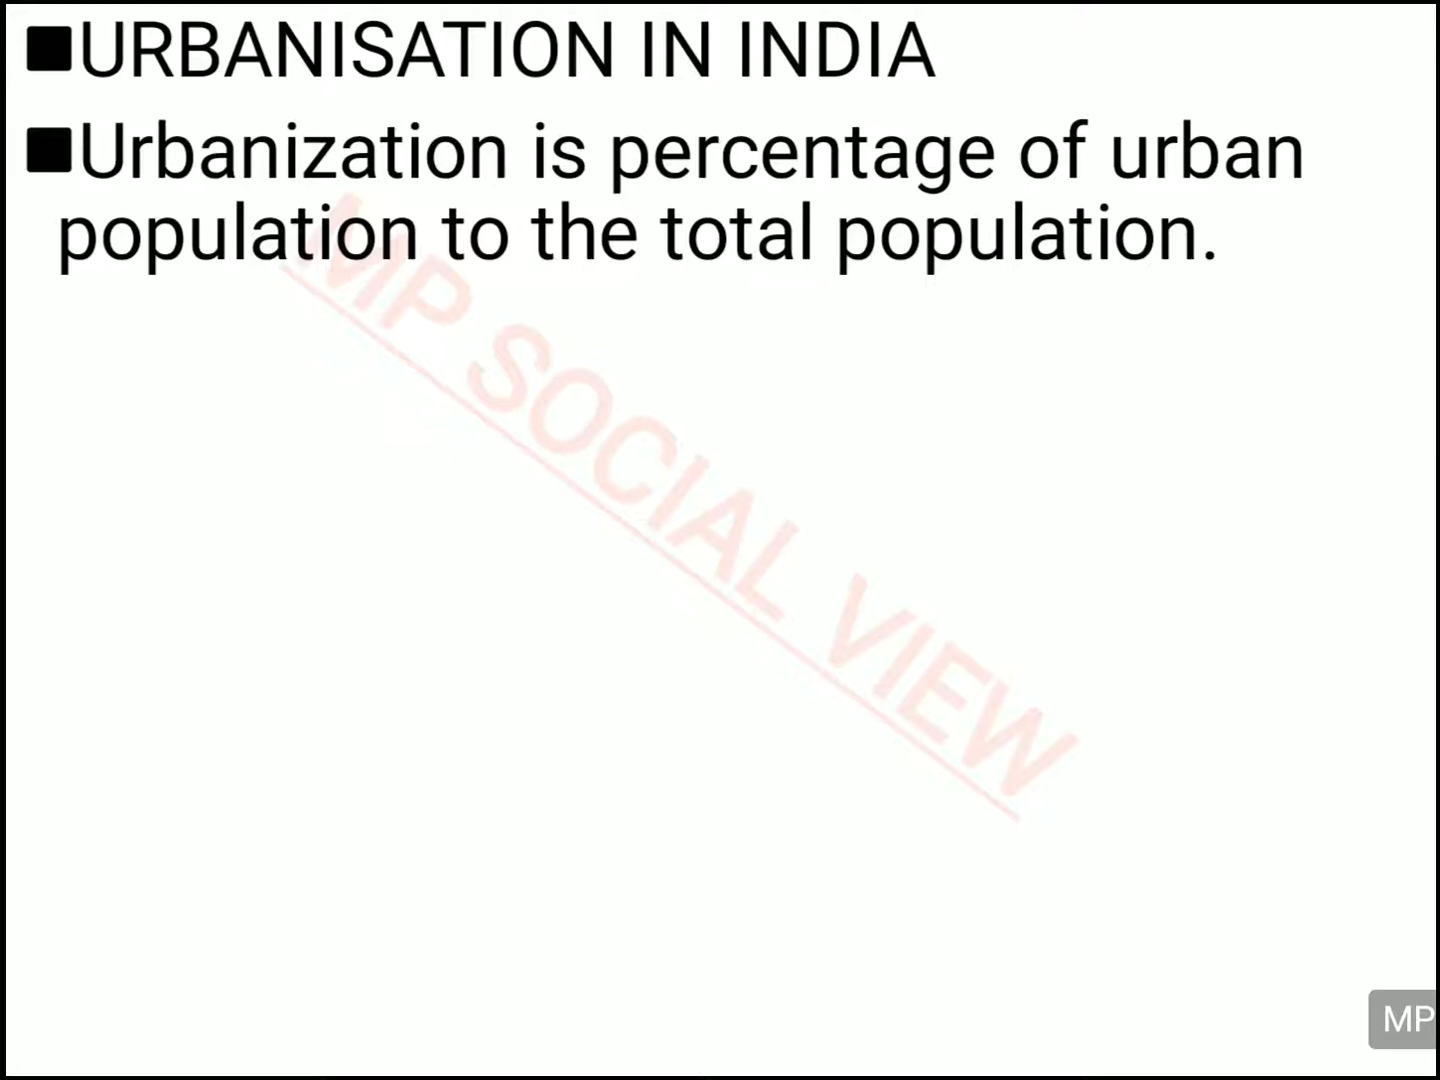 ■URBANISATION IN INDIA
■Urbanization is percentage of urban
population to the total population.
MP SOCIAL VIEW
MP